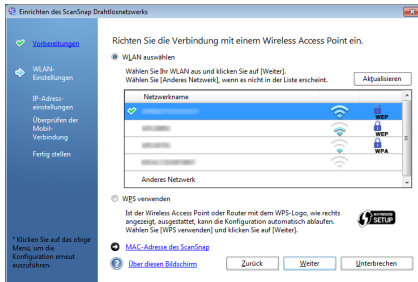 Einrichten des ScanSnap Drahtlosnetzwerks
Vorbereitungen
WLAN-
Einstellungen
IP-Adress-
einstellungen
Überprüfen der
Mobil-
Verbindung
Fertig stellen
* Klicken Sie auf das obige
Menü, um die
Konfiguration erneut
auszuführen.
Richten Sie die Verbindung mit einem Wireless Access Point ein.
WLAN auswählen
Wählen Sie Ihr WLAN aus und klicken Sie auf [Weiter].
Wählen Sie [Anderes Netzwerk], wenn es nicht in der Liste erscheint.
Aktualisieren
Netzwerkname
WEP
WEP
WPA
Anderes Netzwerk
WPS verwenden
Ist der Wireless Access Point oder Router mit dem WPS-Logo, wie rechts
angezeigt, ausgestattet, kann die Konfiguration automatisch ablaufen.
Wählen Sie [WPS verwenden] und klicken Sie auf [Weiter].
SETUP
MAC-Adresse des ScanSnap
Über diesen Bildschirm
Zurück
Weiter
Unterbrechen